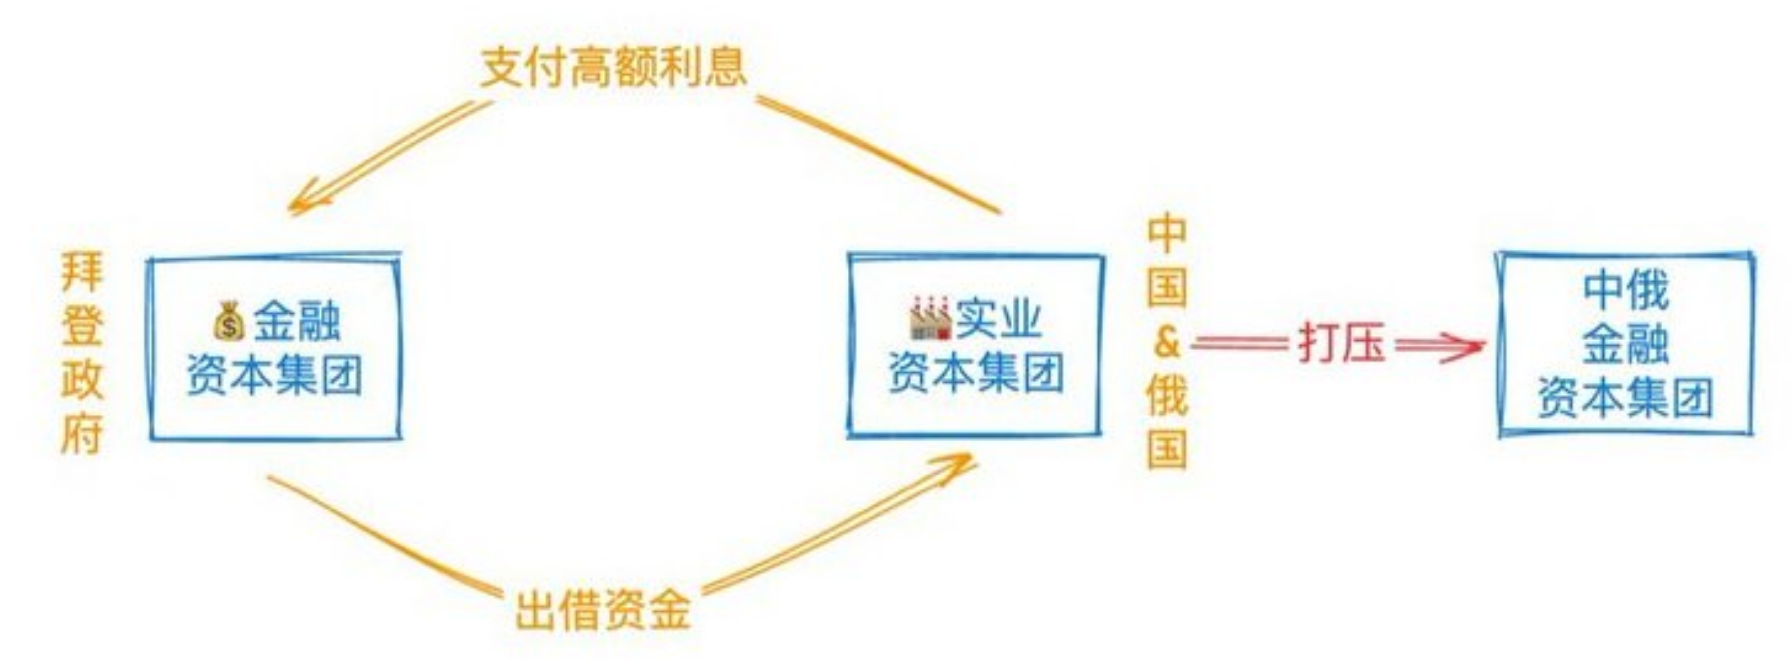 支付高额利息
拜登政府
金融
资本集团
实业
资本集团
中国&俄国
打压
中俄
金融
资本集团
出借资金